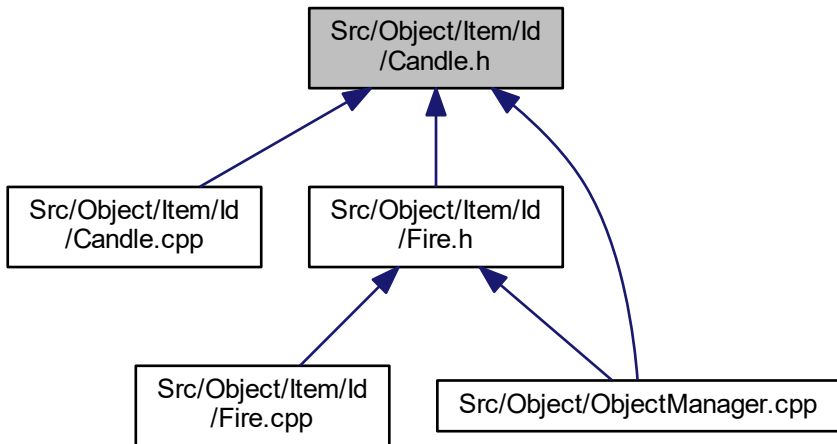 Src/Object/Item/Id
/Candle.h
Src/Object/Item/Id
/Candle.cpp
Src/Object/Item/Id
/Fire.h
Src/Object/Item/Id
/Fire.cpp
Src/Object/ObjectManager.cpp